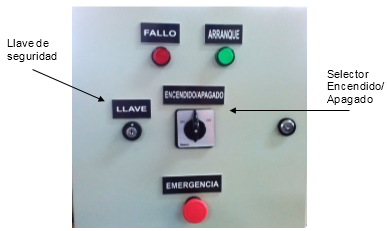 Llave de
seguridad
FALLO
ARRANQUE
Selector
Encendido/
Apagado
ENCENDIDO/APAGADO
LLAVE
EMERGENCIA